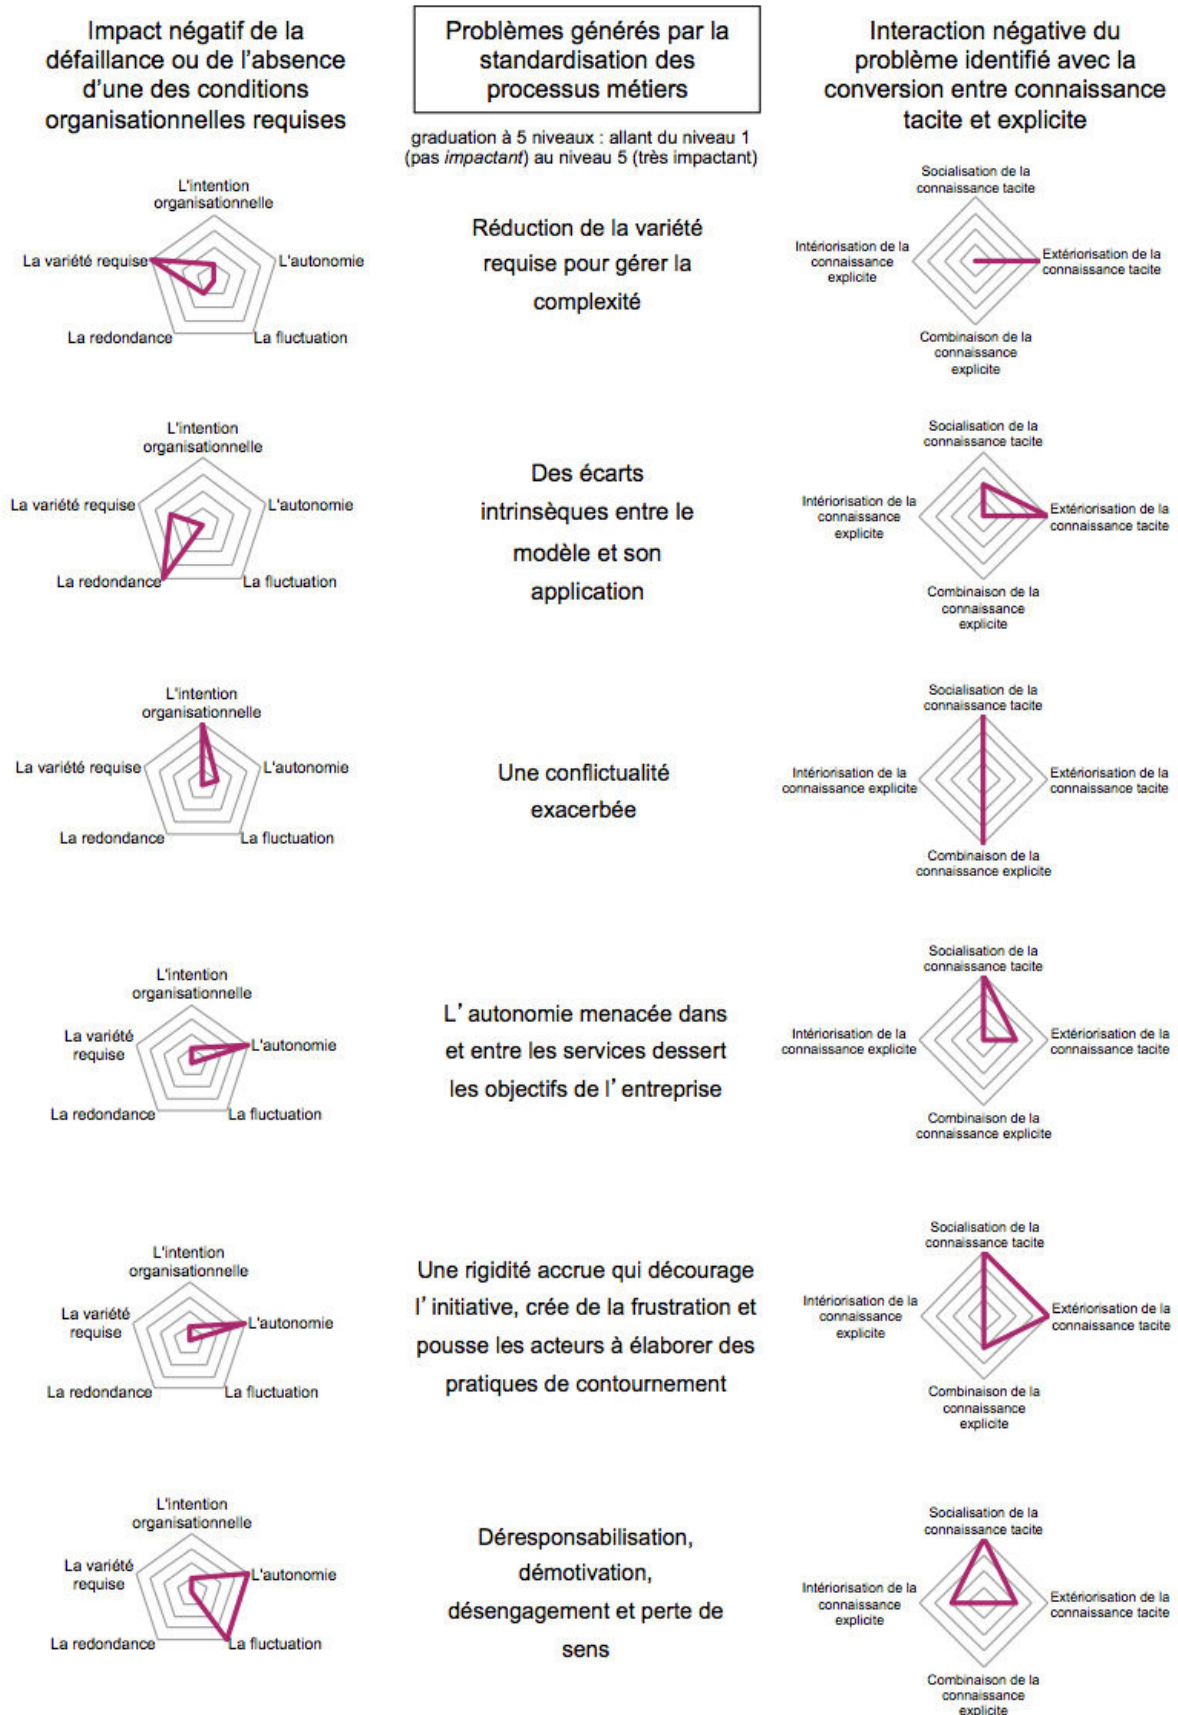 Impact négatif de la
défaillance ou de l'absence
d'une des conditions
organisationnelles requises
Problèmes générés par la
standardisation des
processus métiers
graduation à 5 niveaux : allant du niveau 1
(pas impactant) au niveau 5 (très impactant)
Interaction négative du
problème identifié avec la
conversion entre connaissance
tacite et explicite
L'intention
organisationnelle
La variété requise
L'autonomie
La redondance
La fluctuation
Réduction de la variété
requise pour gérer la
complexité
Socialisation de la
connaissance tacite
Intériorisation de la
connaissance
explicite
Extériorisation de la
connaissance tacite
Combinaison de la
connaissance
explicite
L'intention
organisationnelle
La variété requise
L'autonomie
La redondance
La fluctuation
Des écarts
intrinsèques entre le
modèle et son
application
Socialisation de la
connaissance tacite
Intériorisation de la
connaissance
explicite
Extériorisation de la
connaissance tacite
Combinaison de la
connaissance
explicite
L'intention
organisationnelle
La variété requise
L'autonomie
La redondance
La fluctuation
Une conflictualité
exacerbée
Socialisation de la
connaissance tacite
Intériorisation de la
connaissance explicite
Extériorisation de la
connaissance tacite
Combinaison de la
connaissance explicite
L'intention
organisationnelle
La variété
requise
L'autonomie
La redondance
La fluctuation
L’autonomie menacée dans
et entre les services dessert
les objectifs de l’entreprise
Socialisation de la
connaissance tacite
Intériorisation de la
connaissance explicite
Extériorisation de la
connaissance tacite
Combinaison de la
connaissance explicite
L'intention
organisationnelle
La variété
requise
L'autonomie
La redondance
La fluctuation
Une rigidité accrue qui décourage
l’initiative, crée de la frustration et
pousse les acteurs à élaborer des
pratiques de contournement
Socialisation de la
connaissance tacite
Intériorisation de la
connaissance
explicite
Extériorisation de la
connaissance tacite
Combinaison de la
connaissance
explicite
L'intention
organisationnelle
La variété
requise
L'autonomie
La redondance
La fluctuation
Déresponsabilisation,
démotivation,
désengagement et perte de
sens
Socialisation de la
connaissance tacite
Intériorisation de la
connaissance
explicite
Extériorisation de la
connaissance tacite
Combinaison de la
connaissance
explicite